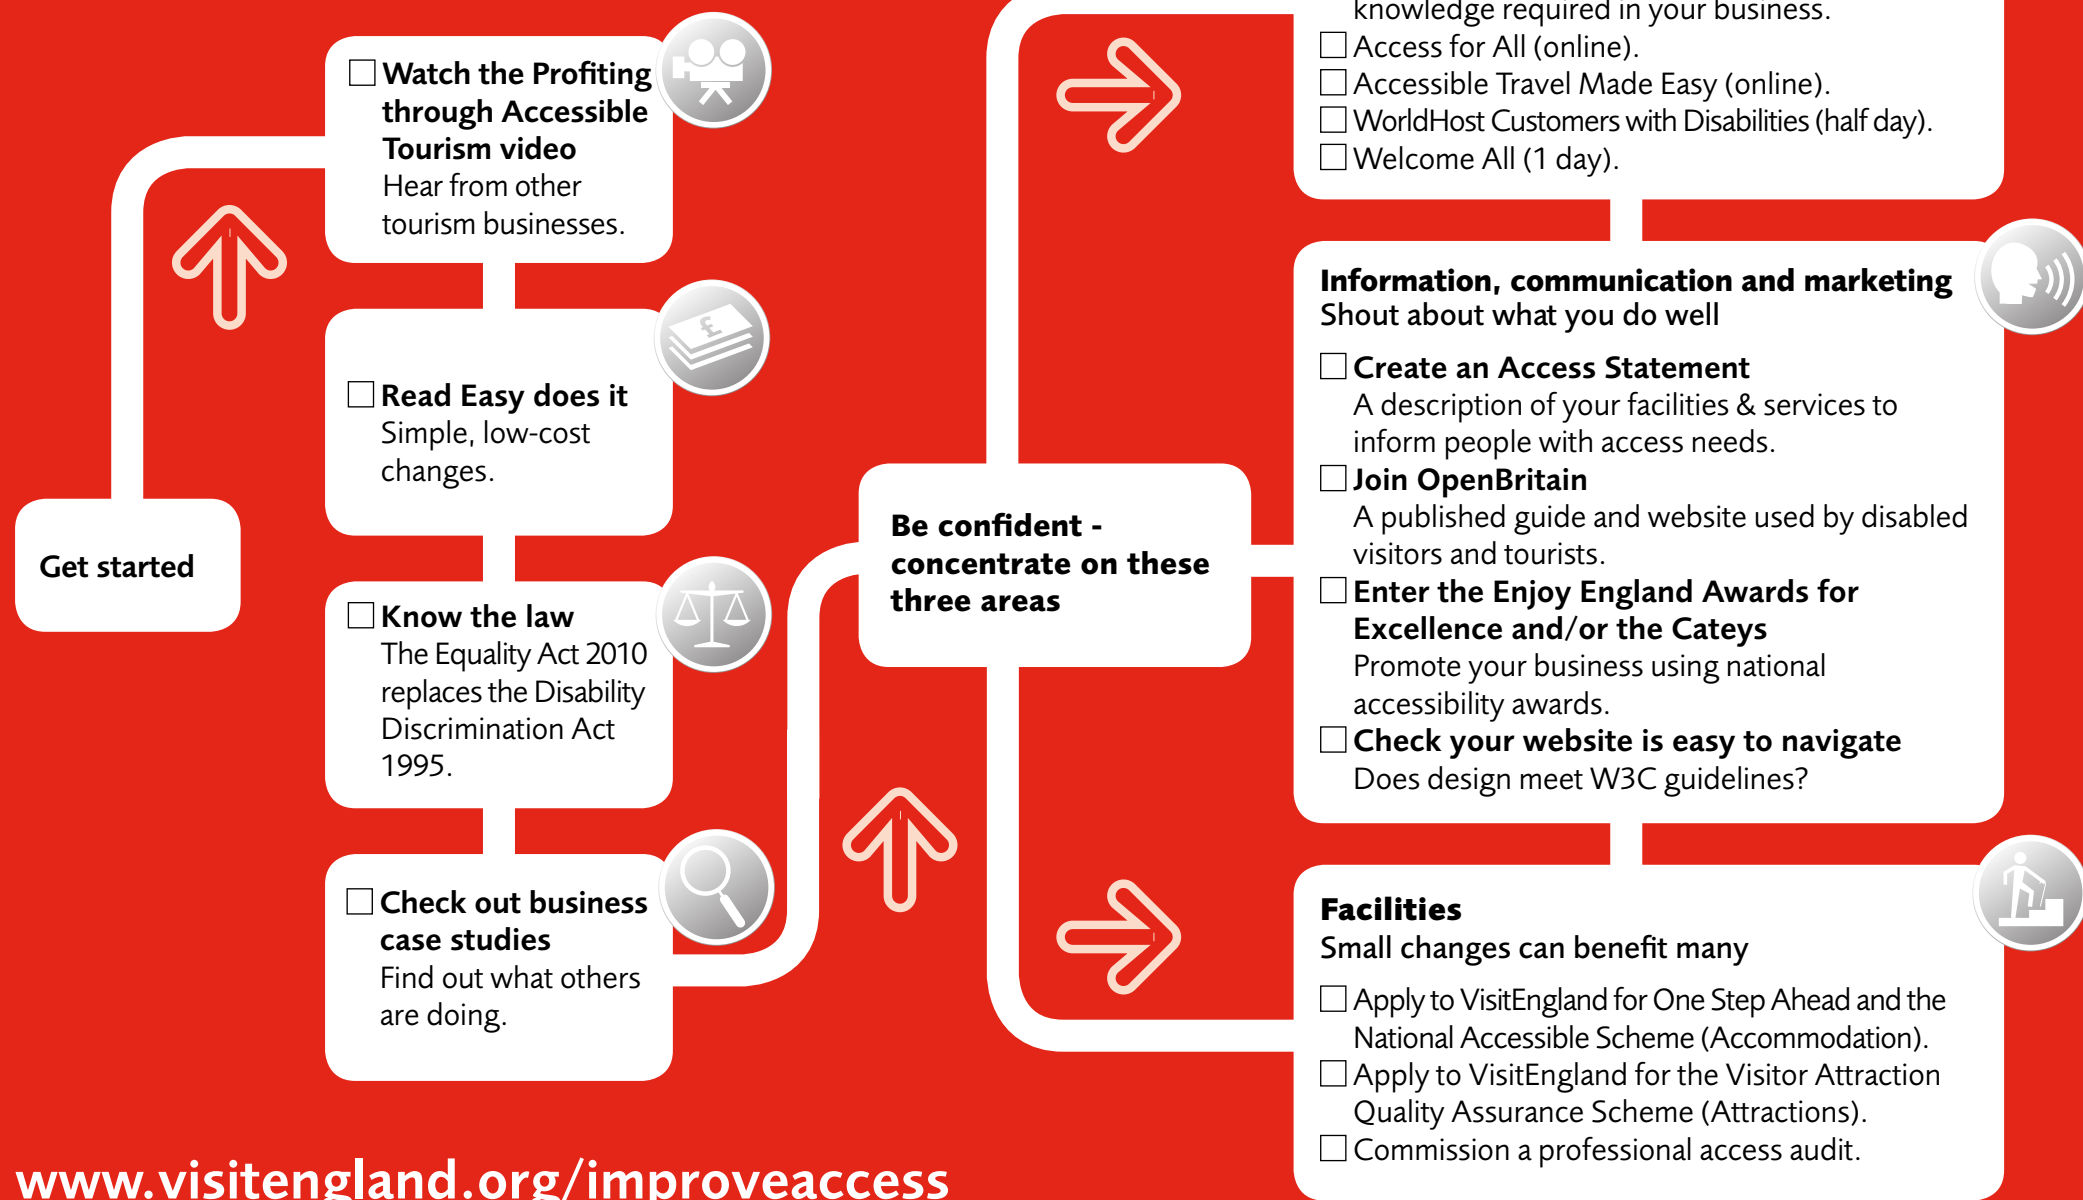 Get started
Watch the Profiting
through Accessible
Tourism video
Hear from other
tourism businesses.
£
Read Easy does it
Simple, low-cost
changes.
Know the law
The Equality Act 2010
replaces the Disability
Discrimination Act
1995.
Check out business
case studies
Find out what others
are doing.
Be confident -
concentrate on these
three areas
knowledge required in your business.
Access for All (online).
Accessible Travel Made Easy (online).
WorldHost Customers with Disabilities (half day).
Welcome All (1 day).
Information, communication and marketing
Shout about what you do well
Create an Access Statement
A description of your facilities & services to
inform people with access needs.
Join OpenBritain
A published guide and website used by disabled
visitors and tourists.
Enter the Enjoy England Awards for
Excellence and/or the Cateys
Promote your business using national
accessibility awards.
Check your website is easy to navigate
Does design meet W3C guidelines?
Facilities
Small changes can benefit many
Apply to VisitEngland for One Step Ahead and the
National Accessible Scheme (Accommodation).
Apply to VisitEngland for the Visitor Attraction
Quality Assurance Scheme (Attractions).
Commission a professional access audit.
www.visitengland.org/improveaccess